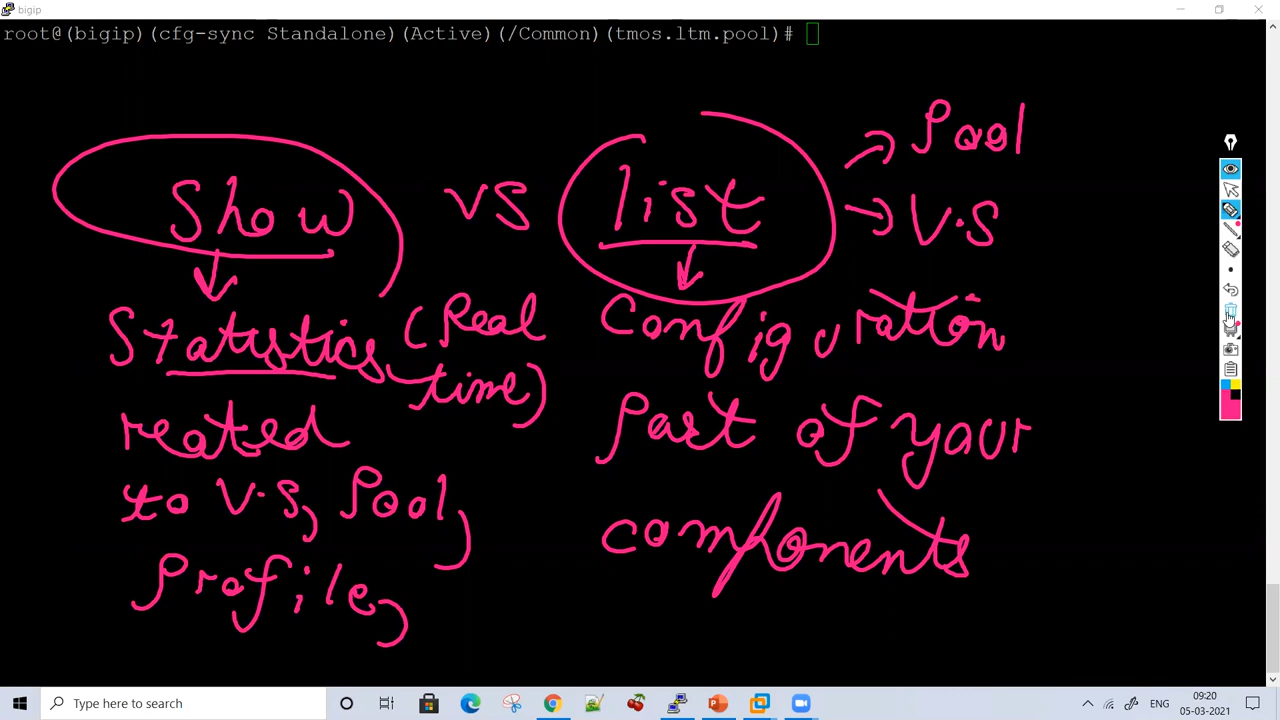 bigip
root@(bigip)(cfg-sync Standalone)(Active)(/Common)(tmos.ltm.pool)#
Show vs list
Pool
V.S
Statistics (Real time)
reated
to V.S, Pool,
Profile,
Configuration
Part of your
components
Type here to search
ENG
09:20
05-03-2021